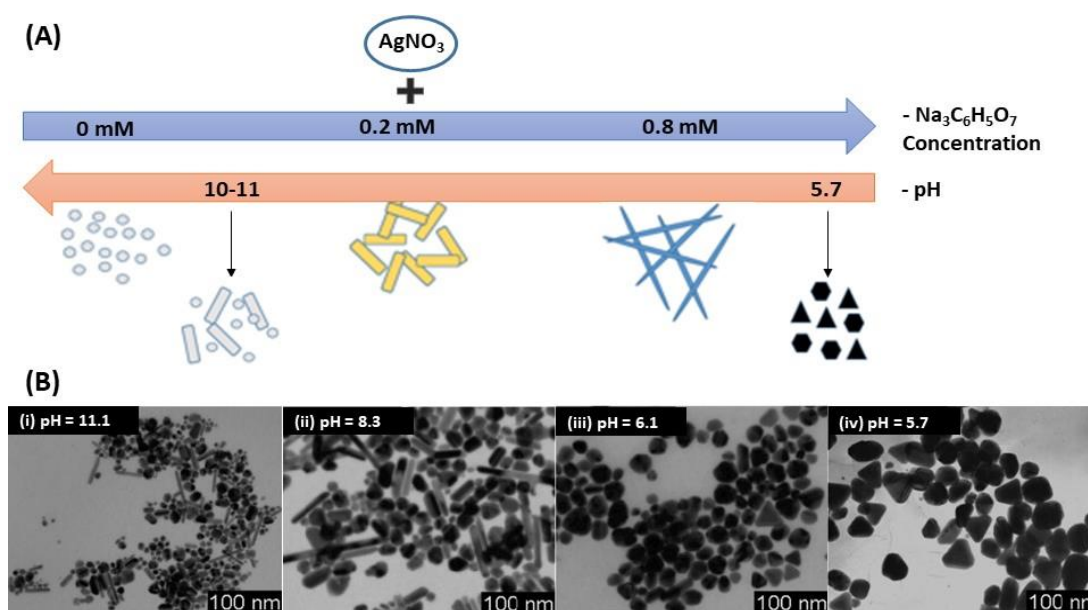 (A)
AgNO₃
+
0 mM
0.2 mM
0.8 mM
- Na₃C₆H₅O₇
Concentration
10-11
5.7
- pH
(B)
(i) pH = 11.1
(ii) pH = 8.3
(iii) pH = 6.1
(iv) pH = 5.7
100 nm
100 nm
100 nm
100 nm